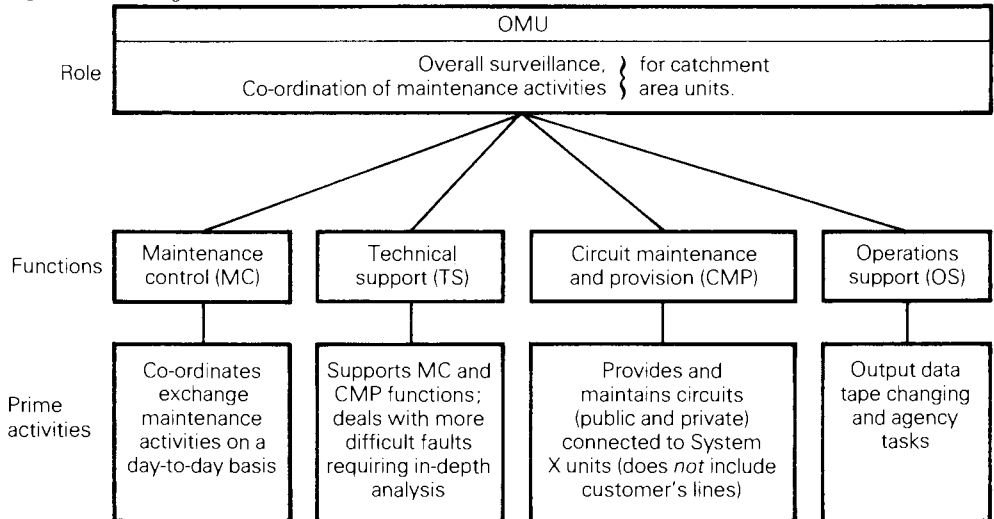 OMU
Role
Overall surveillance,
Co-ordination of maintenance activities
for catchment
area units.
Functions
Maintenance
control (MC)
Technical
support (TS)
Circuit maintenance
and provision (CMP)
Operations
support (OS)
Prime
activities
Co-ordinates
exchange
maintenance
activities on a
day-to-day basis
Supports MC and
CMP functions;
deals with more
difficult faults
requiring in-depth
analysis
Provides and
maintains circuits
(public and private)
connected to System
X units (does not include
customer's lines)
Output data
tape changing
and agency
tasks